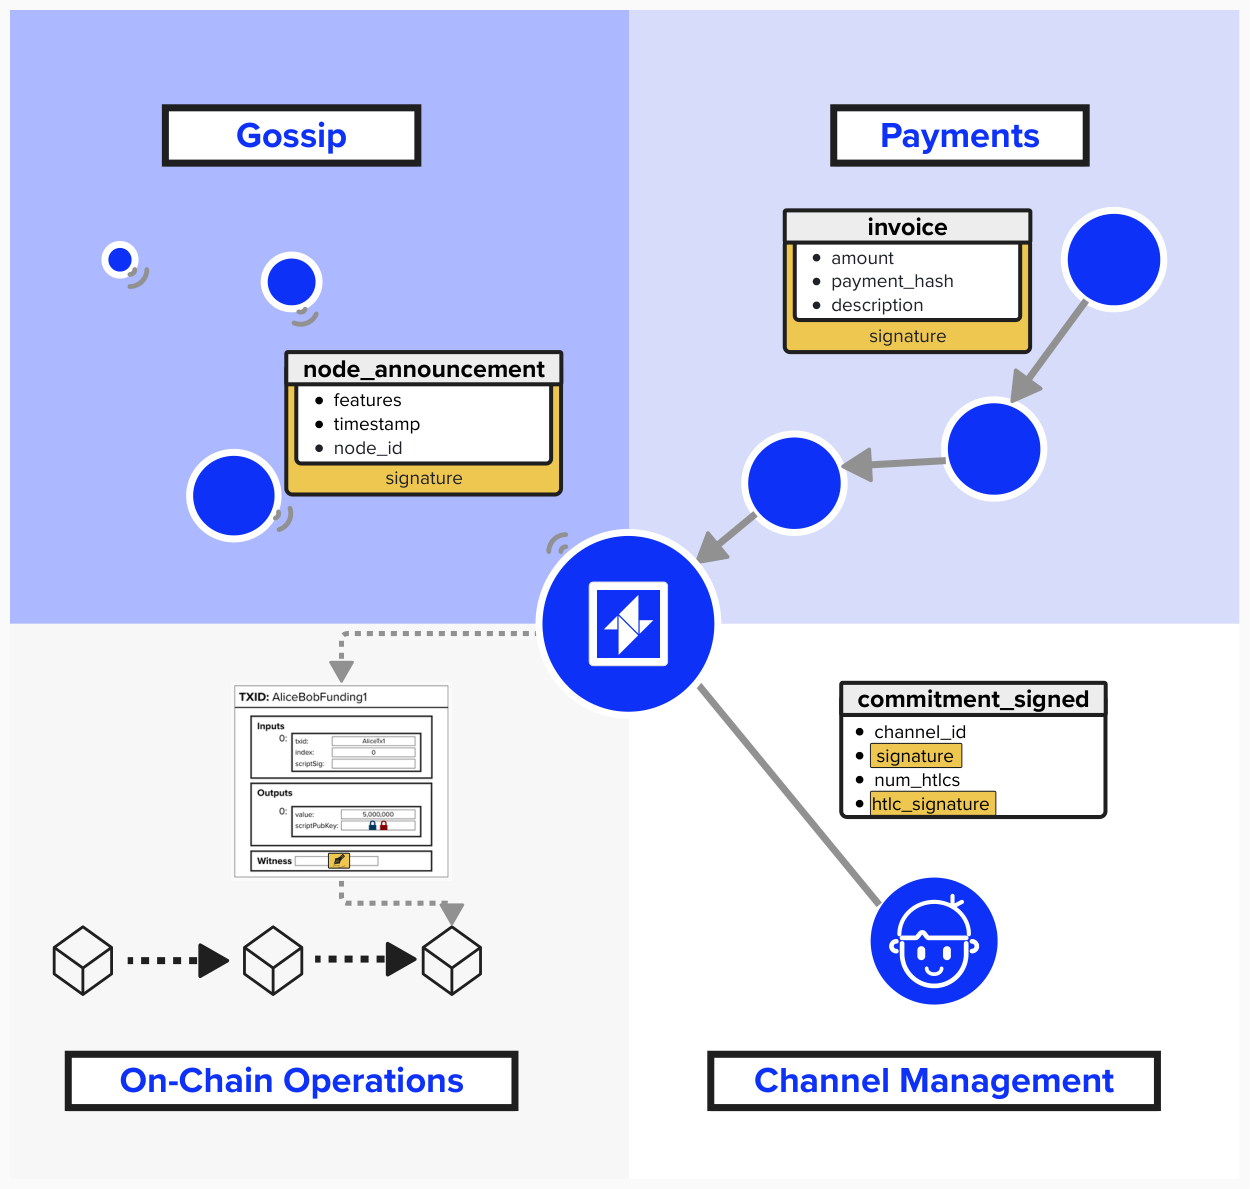 Gossip
Payments
invoice
amount
payment_hash
description
signature
node_announcement
features
timestamp
node_id
signature
TXID: AliceBobFunding1
Inputs
0:
txid: AliceTx1
index: 0
scriptSig:
Outputs
0:
value: 5,000,000
scriptPubKey:
Witness
commitment_signed
channel_id
signature
num_htlcs
htlc_signature
On-Chain Operations
Channel Management